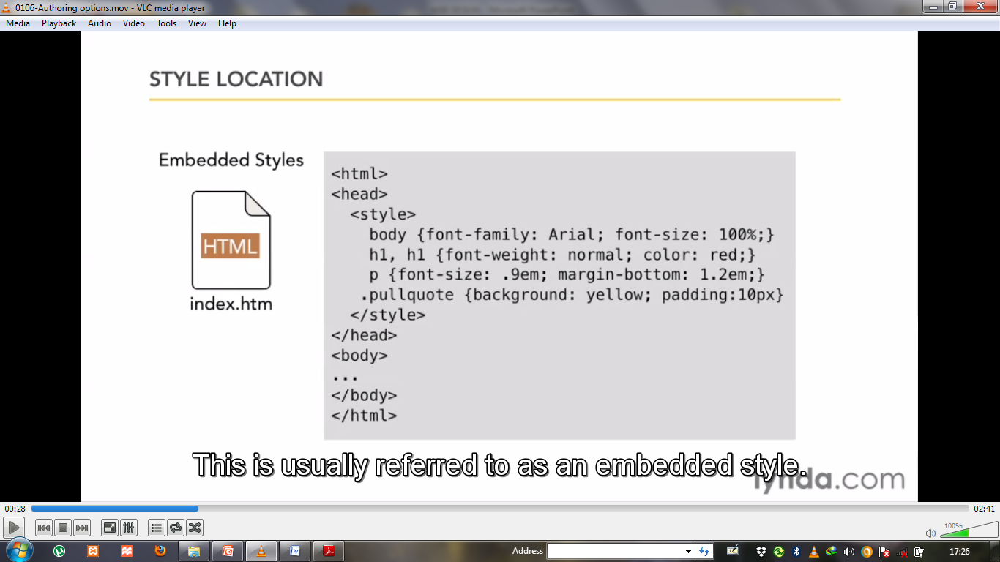 0106-Authoring options.mov - VLC media player
Media Playback Audio Video Tools View Help
STYLE LOCATION
Embedded Styles
HTML
index.htm
<html>
<head>
<style>
body {font-family: Arial; font-size: 100%;}
h1, h1 {font-weight: normal; color: red;}
p {font-size: .9em; margin-bottom: 1.2em;}
.pullquote {background: yellow; padding:10px}
</style>
</head>
<body>
...
</body>
</html>
This is usually referred to as an embedded style.
lynda.com
00:28
02:41
100%
Address
17:26